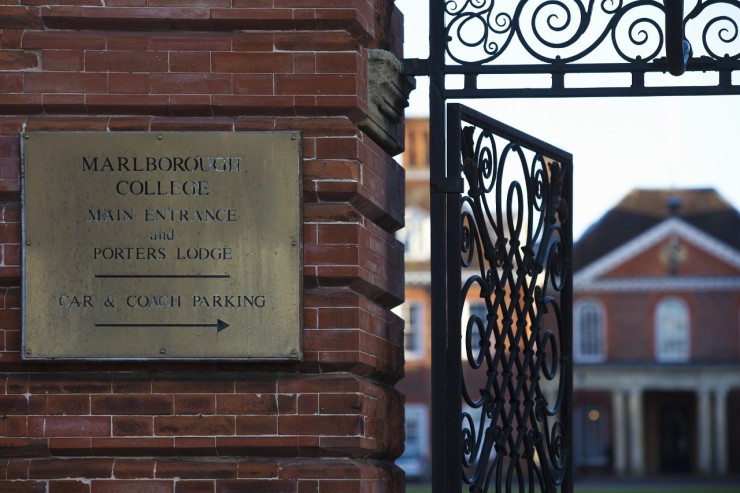 MARLBOROUGH
COLLEGE
MAIN ENTRANCE
and
PORTERS LODGE
CAR & COACH PARKING